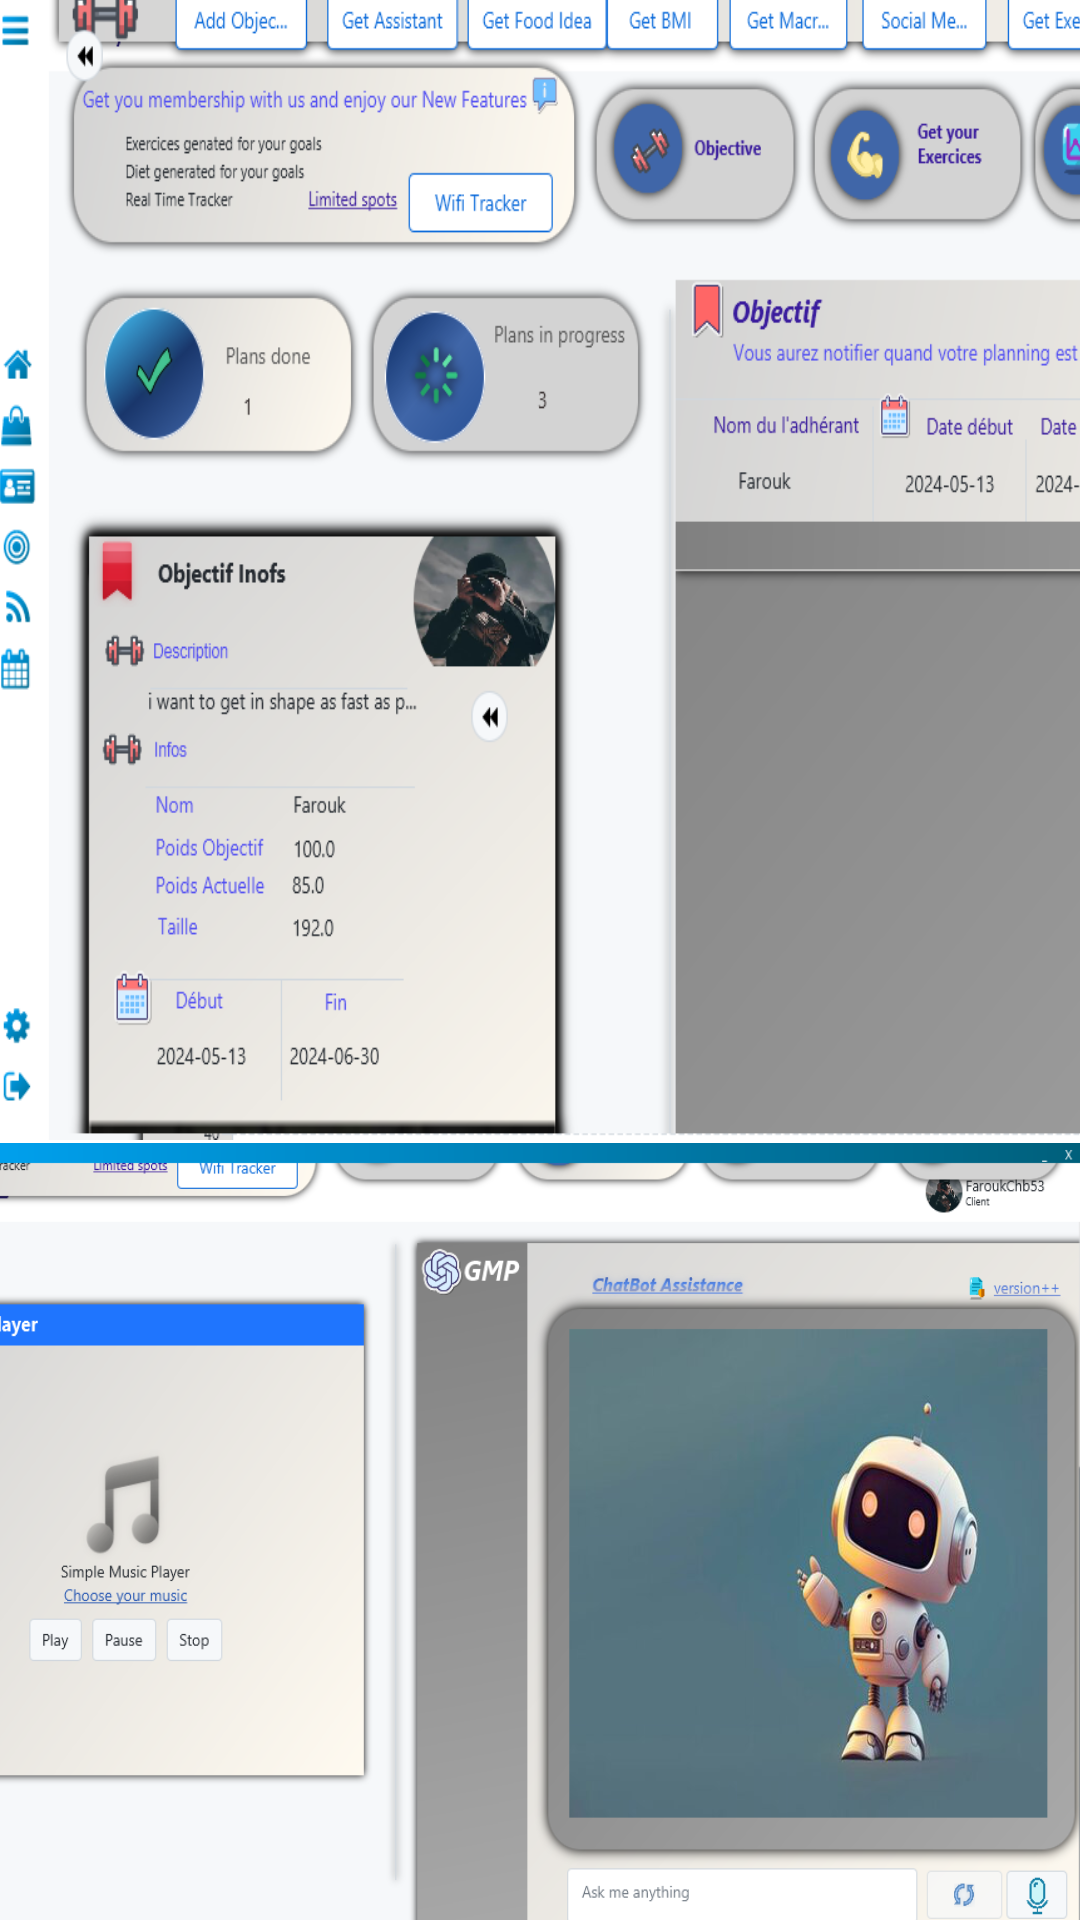 Add Objec...
Get Assistant
Get Food Idea
Get BMI
Get Macr...
Social Me...
Get Exe
Get you membership with us and enjoy our New Features
Exercices genated for your goals
Diet generated for your goals
Real Time Tracker
Limited spots
Wifi Tracker
Objective
Get your
Exercices
Plans done
1
Plans in progress
3
Objectif
Vous aurez notifier quand votre planning est
Nom du l'adhérant
Date début
Date
Farouk
2024-05-13
2024-
Objectif Inofs
Description
i want to get in shape as fast as p...
Infos
Nom Farouk
Poids Objectif 100.0
Poids Actuelle 85.0
Taille 192.0
Début Fin
2024-05-13 2024-06-30
40
_ X
racker
Limited spots
Wifi Tracker
FaroukChb53
Client
GMP
ChatBot Assistance
version++
layer
Simple Music Player
Choose your music
Play Pause Stop
Ask me anything